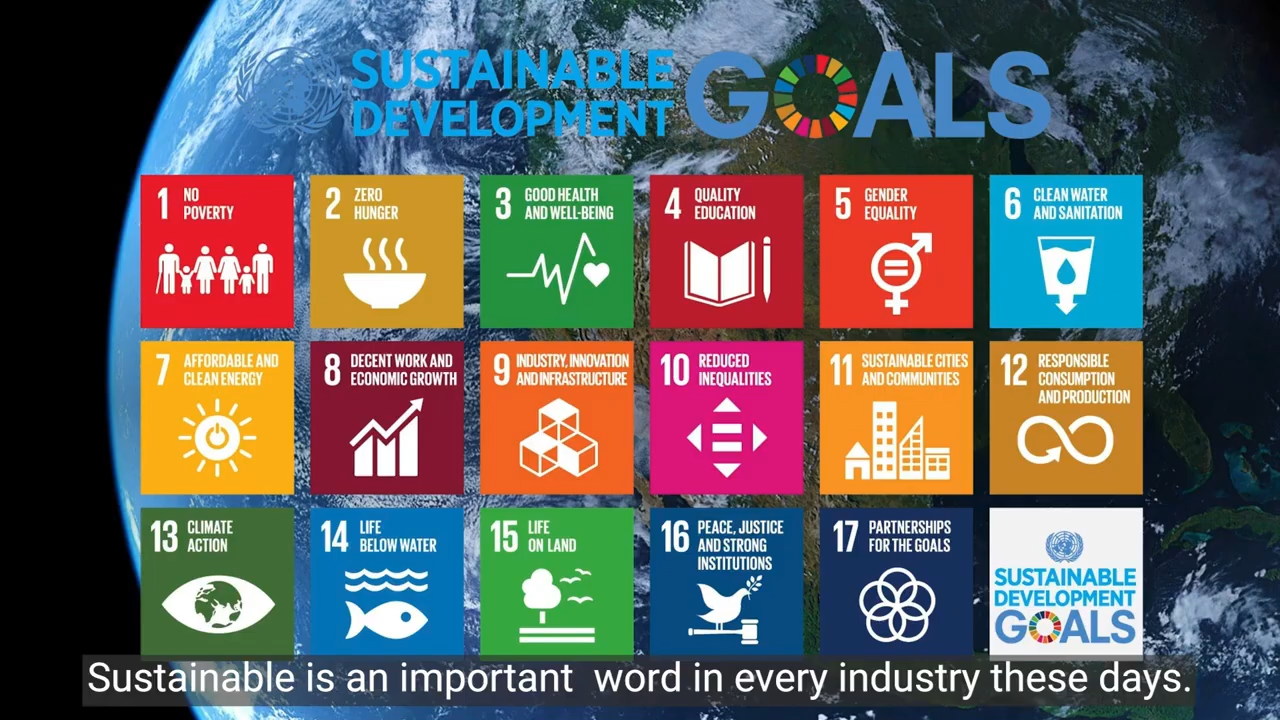 SUSTAINABLE
DEVELOPMENT
GOALS
1 NO
POVERTY
2 ZERO
HUNGER
3 GOOD HEALTH
AND WELL-BEING
4 QUALITY
EDUCATION
5 GENDER
EQUALITY
6 CLEAN WATER
AND SANITATION
7 AFFORDABLE AND
CLEAN ENERGY
8 DECENT WORK AND
ECONOMIC GROWTH
9 INDUSTRY, INNOVATION
AND INFRASTRUCTURE
10 REDUCED
INEQUALITIES
11 SUSTAINABLE CITIES
AND COMMUNITIES
12 RESPONSIBLE
CONSUMPTION
AND PRODUCTION
13 CLIMATE
ACTION
14 LIFE
BELOW WATER
15 LIFE
ON LAND
16 PEACE, JUSTICE
AND STRONG
INSTITUTIONS
17 PARTNERSHIPS
FOR THE GOALS
SUSTAINABLE
DEVELOPMENT
GOALS
Sustainable is an important word in every industry these days.